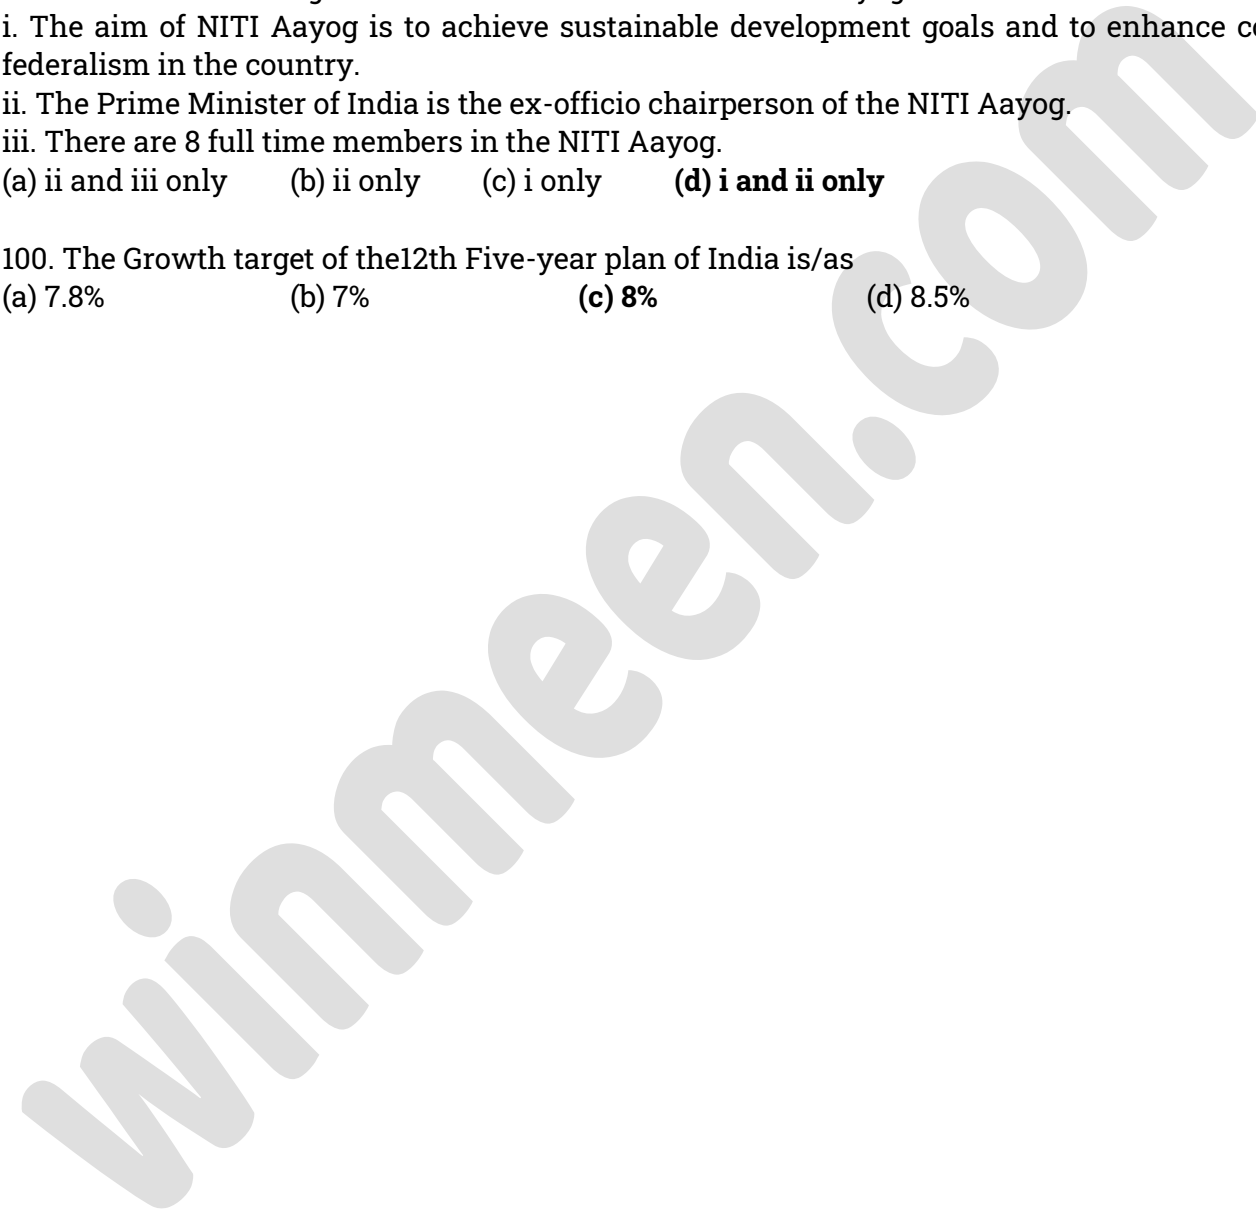 i. The aim of NITI Aayog is to achieve sustainable development goals and to enhance
federalism in the country.
ii. The Prime Minister of India is the ex-officio chairperson of the NITI Aayog.
iii. There are 8 full time members in the NITI Aayog.
(a) ii and iii only (b) ii only (c) i only (d) i and ii only
100. The Growth target of the12th Five-year plan of India is/as
(a) 7.8% (b) 7% (c) 8% (d) 8.5%
winmeen.com